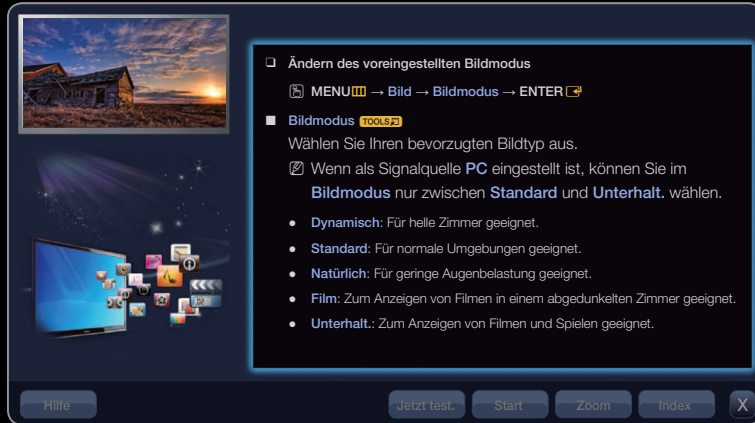 Ändern des voreingestellten Bildmodus
MENU → Bild → Bildmodus → ENTER
Bildmodus TOOLS
Wählen Sie Ihren bevorzugten Bildtyp aus.
Wenn als Signalquelle PC eingestellt ist, können Sie im
Bildmodus nur zwischen Standard und Unterhalt. wählen.
Dynamisch: Für helle Zimmer geeignet.
Standard: Für normale Umgebungen geeignet.
Natürlich: Für geringe Augenbelastung geeignet.
Film: Zum Anzeigen von Filmen in einem abgedunkelten Zimmer geeignet.
Unterhalt.: Zum Anzeigen von Filmen und Spielen geeignet.
Hilfe Jetzt test. Start Zoom Index X